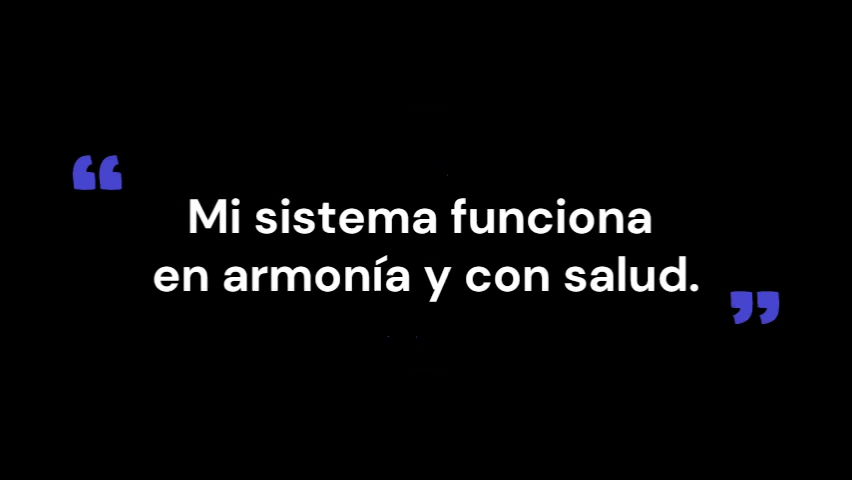 “
Mi sistema funciona
en armonía y con salud.
”